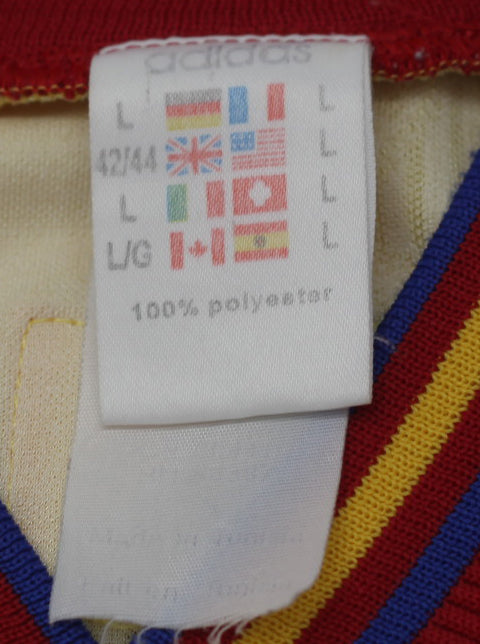 adidas
L L
42/44 L
L L
L/G L
100% polyester